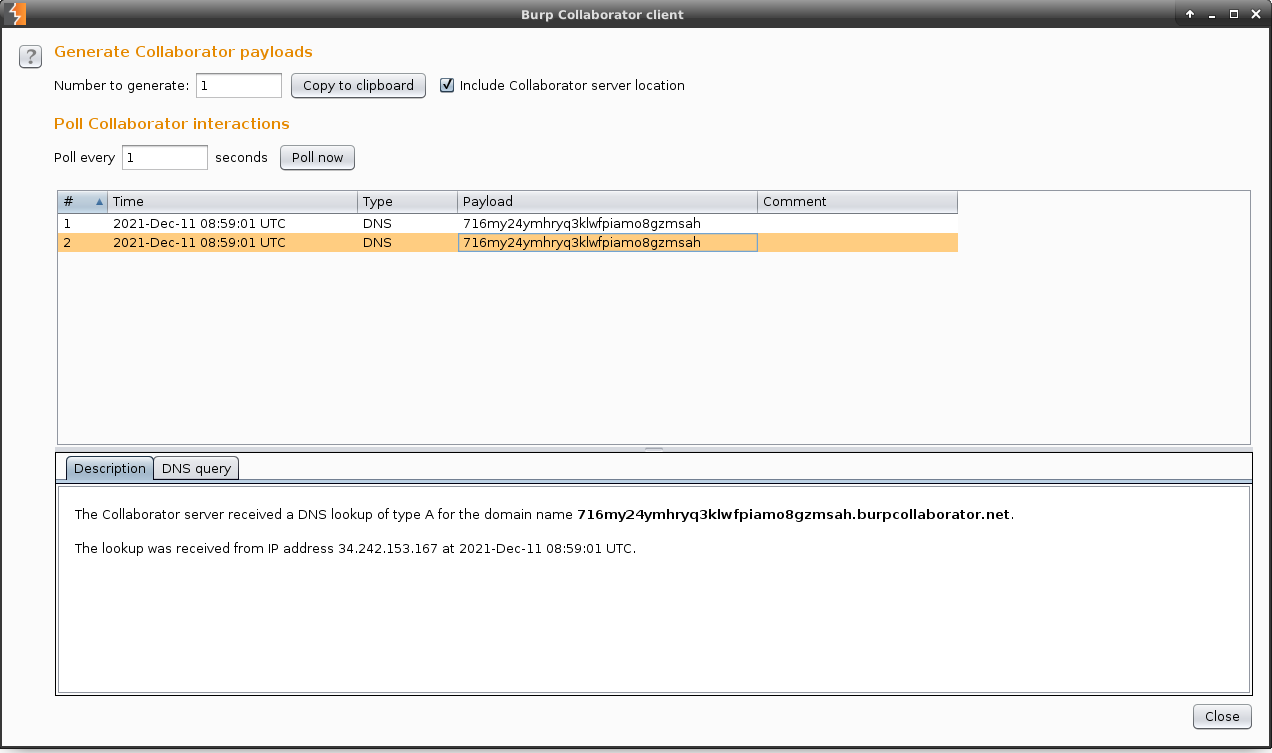 Burp Collaborator client
? Generate Collaborator payloads
Number to generate: 1 Copy to clipboard Include Collaborator server location
Poll Collaborator interactions
Poll every 1 seconds Poll now
# Time Type Payload Comment
1 2021-Dec-11 08:59:01 UTC DNS 716my24ymhryq3klwfpiamo8gzmsah
2 2021-Dec-11 08:59:01 UTC DNS 716my24ymhryq3klwfpiamo8gzmsah
Description DNS query
The Collaborator server received a DNS lookup of type A for the domain name 716my24ymhryq3klwfpiamo8gzmsah.burpcollaborator.net.
The lookup was received from IP address 34.242.153.167 at 2021-Dec-11 08:59:01 UTC.
Close